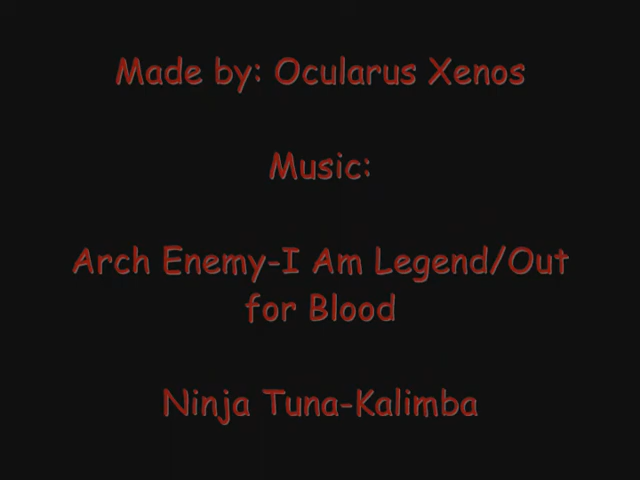 Made by: Ocularus Xenos
Music:
Arch Enemy-I Am Legend/Out
for Blood
Ninja Tuna-Kalimba